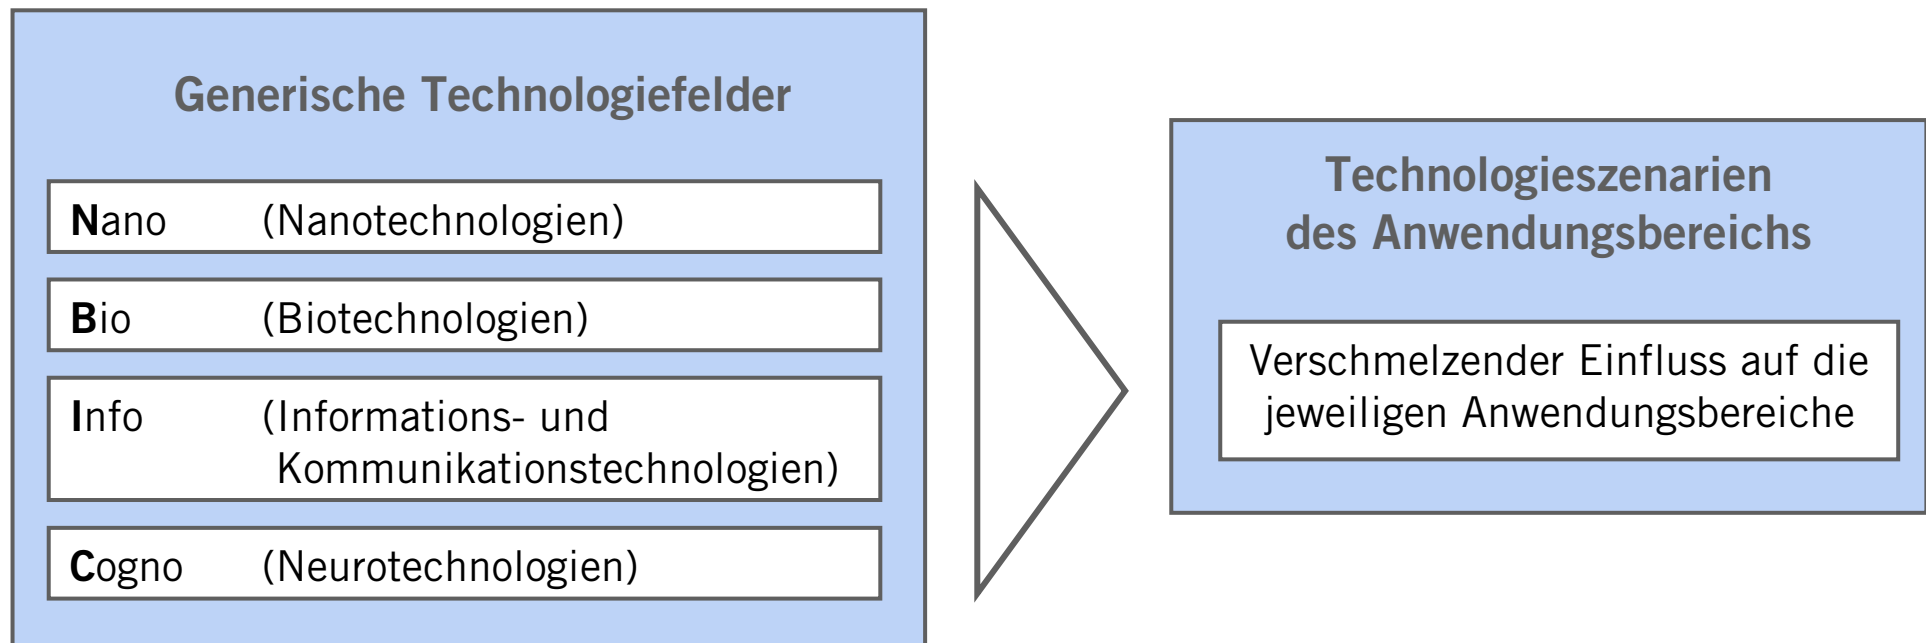 Generische Technologiefelder
Nano (Nanotechnologien)
Bio (Biotechnologien)
Info (Informations- und
Kommunikationstechnologien)
Cogno (Neurotechnologien)
Technologieszenarien
des Anwendungsbereichs
Verschmelzender Einfluss auf die
jeweiligen Anwendungsbereiche